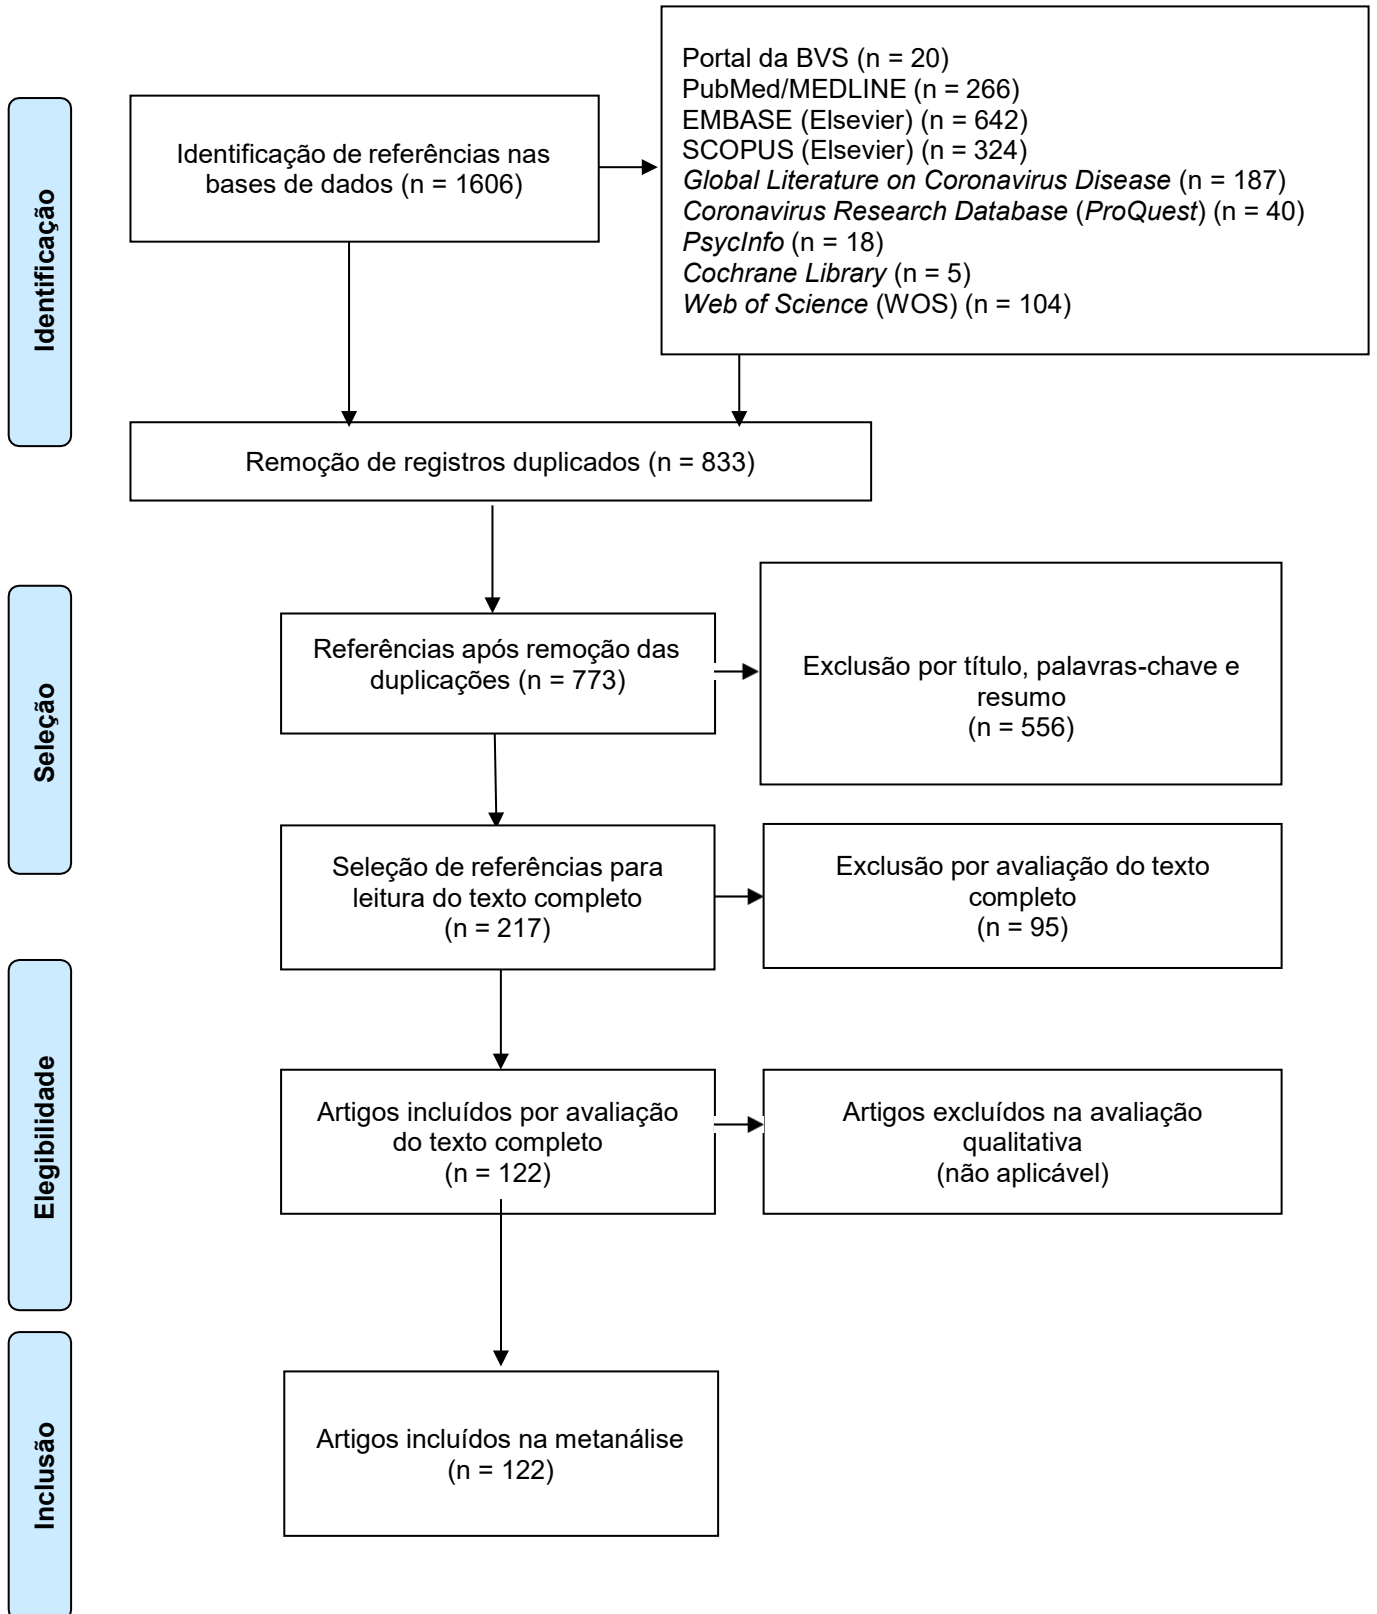 Portal da BVS (n = 20)
PubMed/MEDLINE (n = 266)
EMBASE (Elsevier) (n = 642)
SCOPUS (Elsevier) (n = 324)
Global Literature on Coronavirus Disease (n = 187)
Coronavirus Research Database (ProQuest) (n = 40)
PsycInfo (n = 18)
Cochrane Library (n = 5)
Web of Science (WOS) (n = 104)
Identificação de referências nas
bases de dados (n = 1606)
Identificação
Remoção de registros duplicados (n = 833)
Seleção
Referências após remoção das
duplicações (n = 773)
Exclusão por título, palavras-chave e
resumo
(n = 556)
Seleção de referências para
leitura do texto completo
(n = 217)
Exclusão por avaliação do texto
completo
(n = 95)
Elegibilidade
Artigos incluídos por avaliação
do texto completo
(n = 122)
Artigos excluídos na avaliação
qualitativa
(não aplicável)
Inclusão
Artigos incluídos na metanálise
(n = 122)